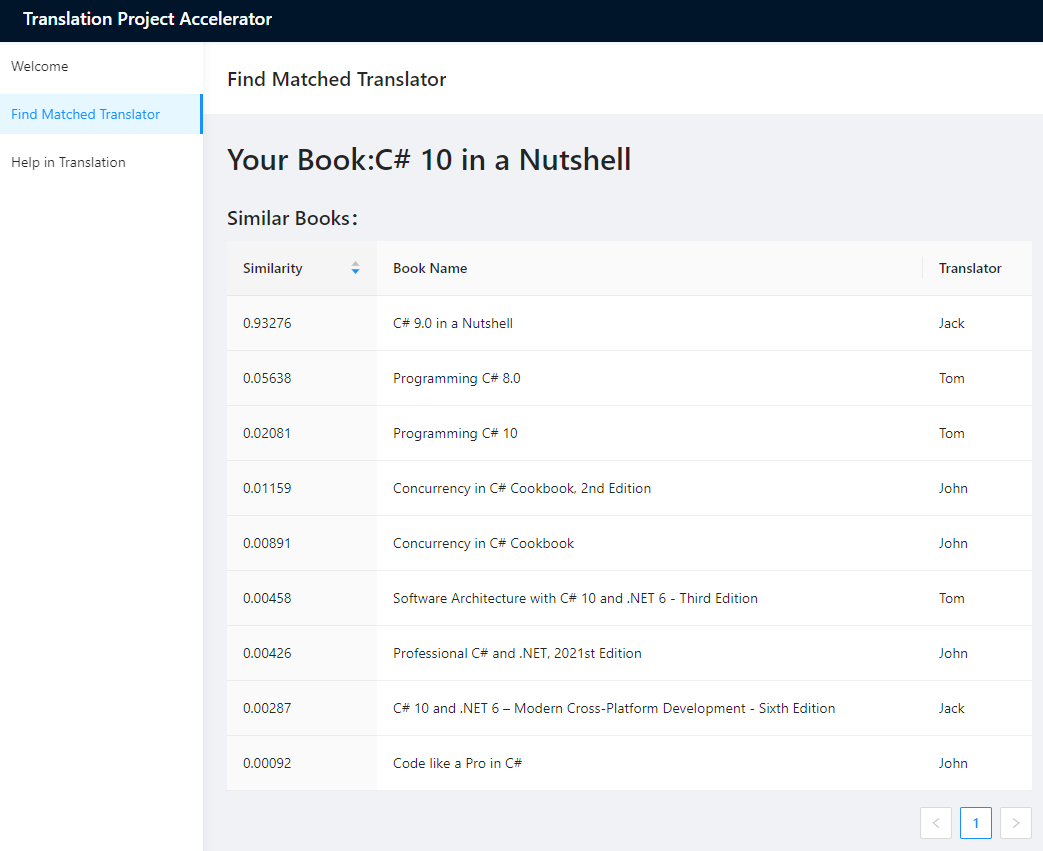 Translation Project Accelerator
Welcome
Find Matched Translator
Help in Translation
Find Matched Translator
Your Book:C# 10 in a Nutshell
Similar Books:
Similarity Book Name Translator
0.93276 C# 9.0 in a Nutshell Jack
0.05638 Programming C# 8.0 Tom
0.02081 Programming C# 10 Tom
0.01159 Concurrency in C# Cookbook, 2nd Edition John
0.00891 Concurrency in C# Cookbook John
0.00458 Software Architecture with C# 10 and .NET 6 - Third Edition Tom
0.00426 Professional C# and .NET, 2021st Edition John
0.00287 C# 10 and .NET 6 – Modern Cross-Platform Development - Sixth Edition Jack
0.00092 Code like a Pro in C# John
< 1 >